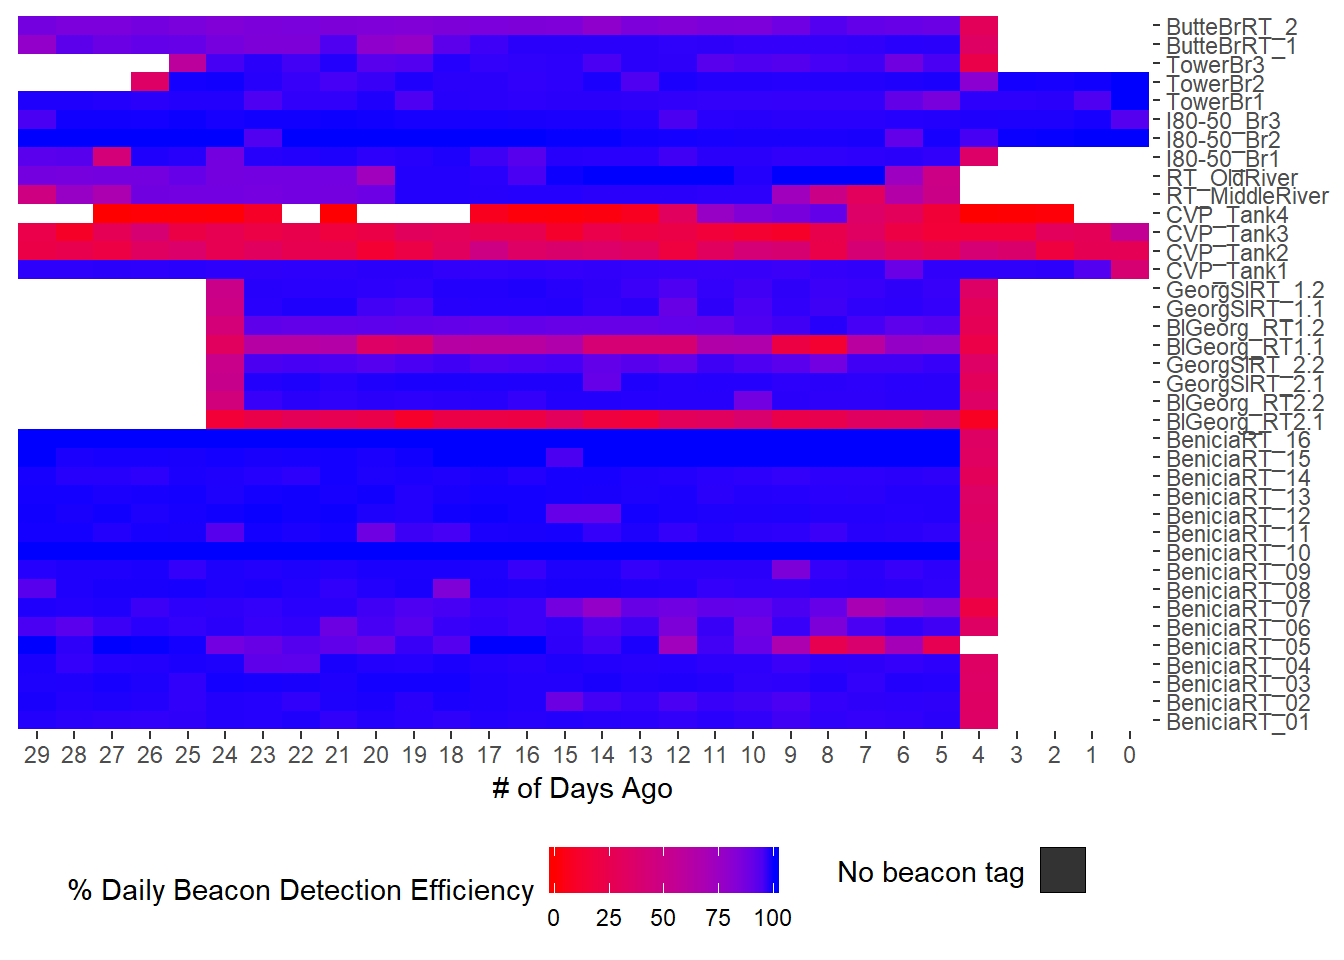 ButteBrRT_2
ButteBrRT_1
TowerBr3
TowerBr2
TowerBr1
I80-50_Br3
I80-50_Br2
I80-50_Br1
RT_OldRiver
RT_MiddleRiver
CVP_Tank4
CVP_Tank3
CVP_Tank2
CVP_Tank1
GeorgSlRT_1.2
GeorgSlRT_1.1
BlGeorg_RT1.2
BlGeorg_RT1.1
GeorgSlRT_2.2
GeorgSlRT_2.1
BlGeorg_RT2.2
BlGeorg_RT2.1
BeniciaRT_16
BeniciaRT_15
BeniciaRT_14
BeniciaRT_13
BeniciaRT_12
BeniciaRT_11
BeniciaRT_10
BeniciaRT_09
BeniciaRT_08
BeniciaRT_07
BeniciaRT_06
BeniciaRT_05
BeniciaRT_04
BeniciaRT_03
BeniciaRT_02
BeniciaRT_01
29 28 27 26 25 24 23 22 21 20 19 18 17 16 15 14 13 12 11 10 9 8 7 6 5 4 3 2 1 0
# of Days Ago
% Daily Beacon Detection Efficiency
0 25 50 75 100
No beacon tag